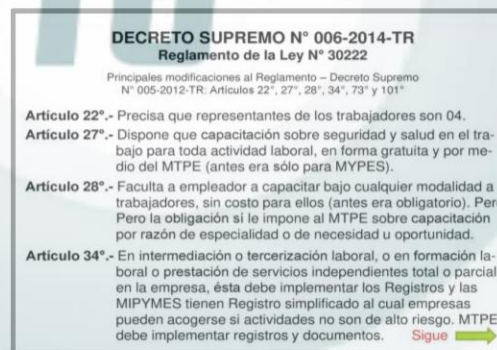 DECRETO SUPREMO N° 006-2014-TR
Reglamento de la Ley N° 30222
Principales modificaciones al Reglamento – Decreto Supremo
N° 005-2012-TR: Articulos 22°, 27°, 28°, 34°, 73° y 101°
Artículo 22°.- Precisa que representantes de los trabajadores son 04.
Artículo 27°.- Dispone que capacitación sobre seguridad y salud en el tra-
bajo para toda actividad laboral, en forma gratuita y por me-
dio del MTPE (antes era sólo para MYPES).
Artículo 28°.- Faculta a empleador a capacitar bajo cualquier modalidad a
trabajadores, sin costo para ellos (antes era obligatorio). Per
Pero la obligación si le impone al MTPE sobre capacitación
por razón de especialidad o de necesidad u oportunidad.
Artículo 34°.- En intermediación o tercerización laboral, o en formación la-
boral o prestación de servicios independientes total o parcial
en la empresa, ésta debe implementar los Registros y las
MIPYMES tienen Registro simplificado al cual empresas
pueden acogerse si actividades no son de alto riesgo. MTPE
debe implementar registros y documentos. Sigue